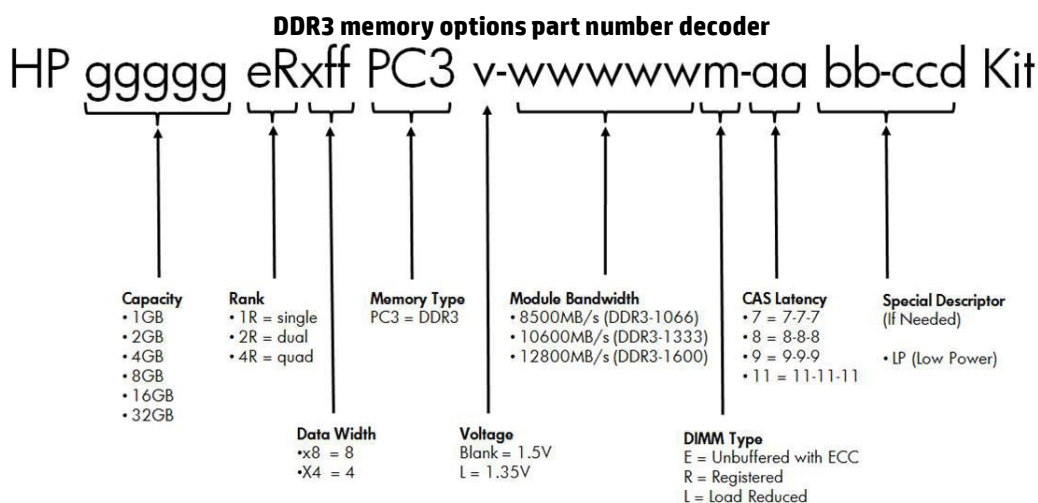 DDR3 memory options part number decoder
HP ggggg eRxff PC3 v-wwwwwm-aa bb-ccd Kit
Capacity
• 1GB
• 2GB
• 4GB
• 8GB
• 16GB
• 32GB
Rank
• 1R = single
• 2R = dual
• 4R = quad
Memory Type
PC3 = DDR3
Module Bandwidth
• 8500MB/s (DDR3-1066)
• 10600MB/s (DDR3-1333)
• 12800MB/s (DDR3-1600)
CAS Latency
• 7 = 7-7-7
• 8 = 8-8-8
• 9 = 9-9-9
• 11 = 11-11-11
Special Descriptor
(If Needed)
• LP (Low Power)
Data Width
•x8 = 8
•X4 = 4
Voltage
Blank = 1.5V
L = 1.35V
DIMM Type
E = Unbuffered with ECC
R = Registered
L = Load Reduced